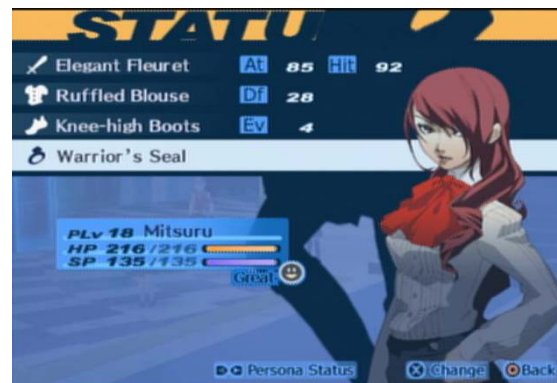 STATU
Elegant Fleuret At 85 Hit 92
Ruffled Blouse Df 28
Knee-high Boots Ev 4
Warrior's Seal
PLv 18 Mitsuru
HP 216/216
SP 135/135
Great
Persona Status Change Back